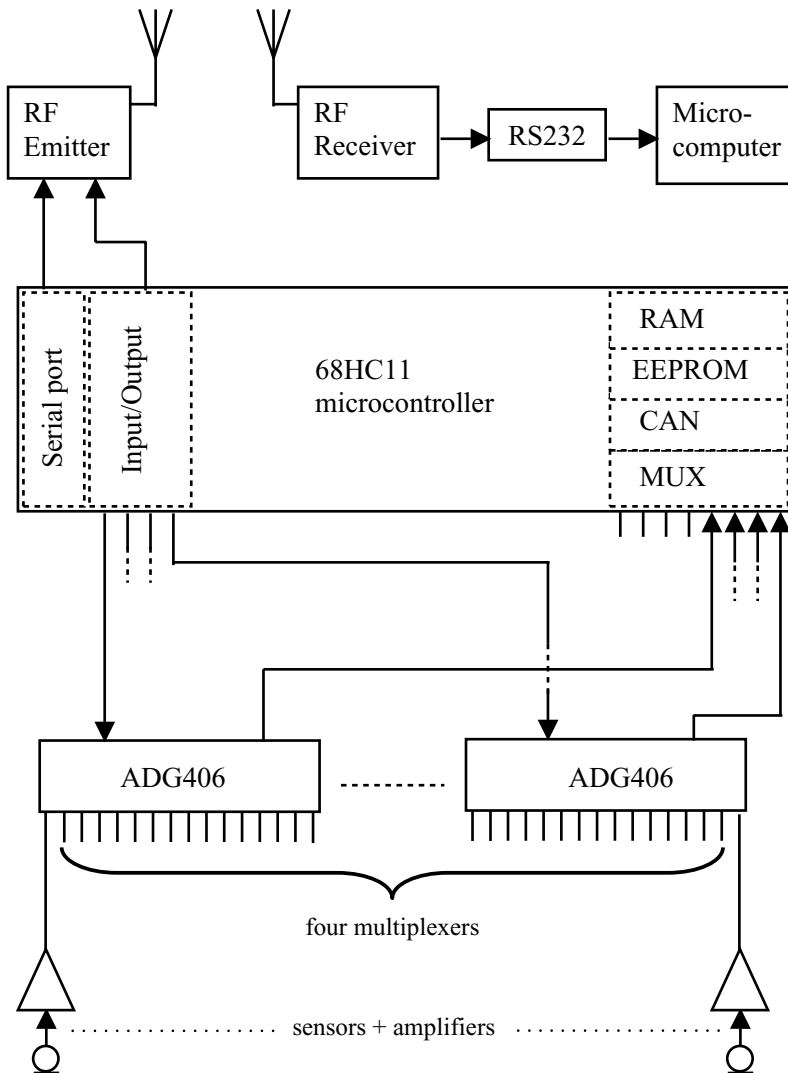 RF
Emitter
RF
Receiver
RS232
Micro-
computer
Serial port
Input/Output
68HC11
microcontroller
RAM
EEPROM
CAN
MUX
ADG406
ADG406
four multiplexers
sensors + amplifiers